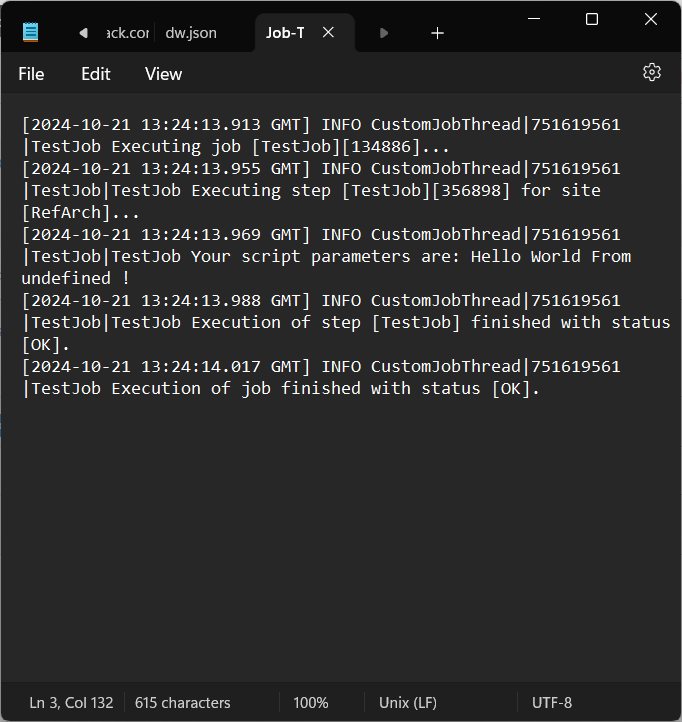 ack.cor
dw.json
Job-T
File
Edit
View
[2024-10-21 13:24:13.913 GMT] INFO CustomJobThread|751619561
|TestJob Executing job [TestJob][134886]...
[2024-10-21 13:24:13.955 GMT] INFO CustomJobThread|751619561
|TestJob|TestJob Executing step [TestJob][356898] for site
[RefArch]...
[2024-10-21 13:24:13.969 GMT] INFO CustomJobThread|751619561
|TestJob|TestJob Your script parameters are: Hello World From
undefined !
[2024-10-21 13:24:13.988 GMT] INFO CustomJobThread|751619561
|TestJob|TestJob Execution of step [TestJob] finished with status
[OK].
[2024-10-21 13:24:14.017 GMT] INFO CustomJobThread|751619561
|TestJob Execution of job finished with status [OK].
Ln 3, Col 132
615 characters
100%
Unix (LF)
UTF-8